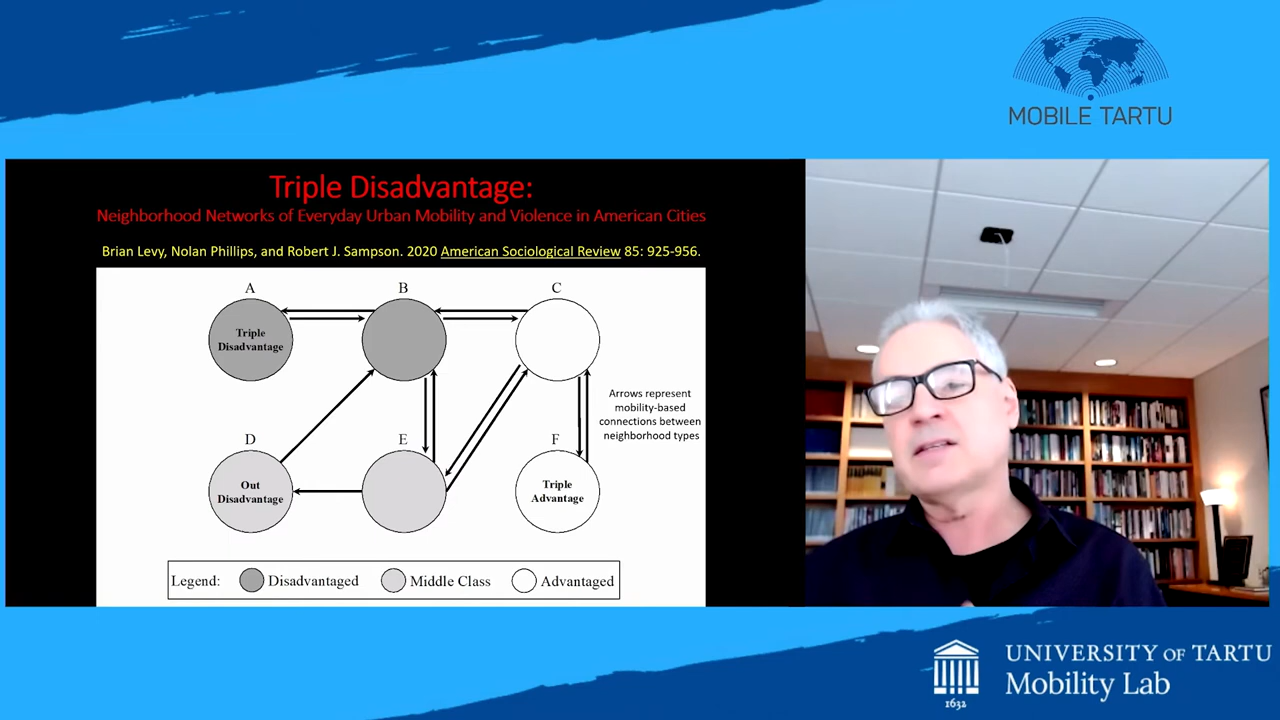 MOBILE TARTU
Triple Disadvantage:
Neighborhood Networks of Everyday Urban Mobility and Violence in American Cities
Brian Levy, Nolan Phillips, and Robert J. Sampson. 2020 American Sociological Review 85: 925-956.
A
B
C
Triple
Disadvantage
Arrows represent
mobility-based
connections between
neighborhood types
D
E
F
Out
Disadvantage
Triple
Advantage
Legend:
Disadvantaged
Middle Class
Advantaged
UNIVERSITY OF TARTU
Mobility Lab
1632